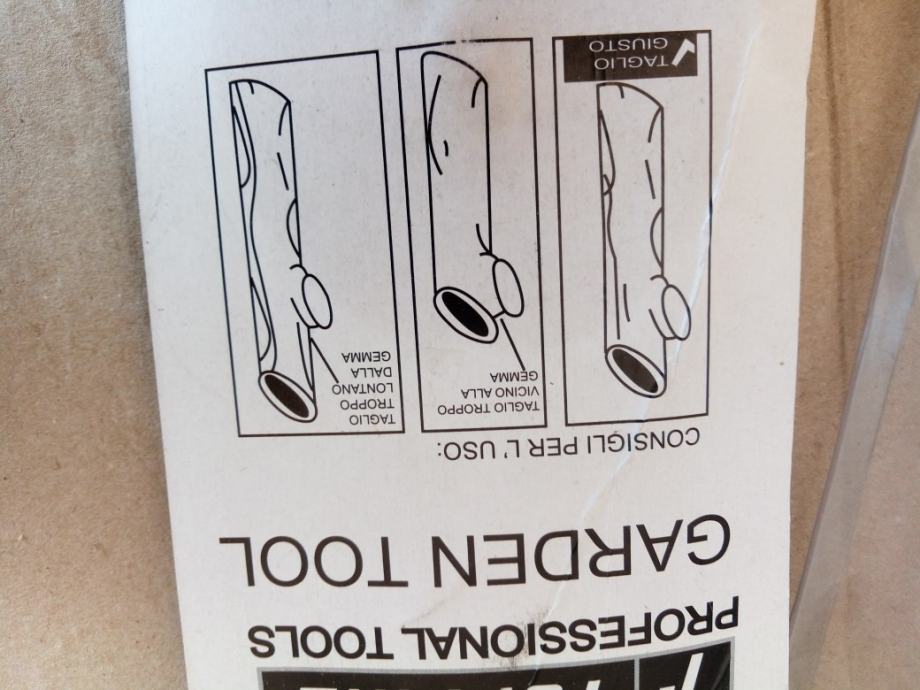 PROFESSIONAL TOOLS
GARDEN TOOL
CONSIGLI PER L' USO:
TAGLIO TROPPO
VICINO ALLA
GEMMA
TAGLIO
TROPPO
LONTANO
DALLA
GEMMA
TAGLIO
GIUSTO